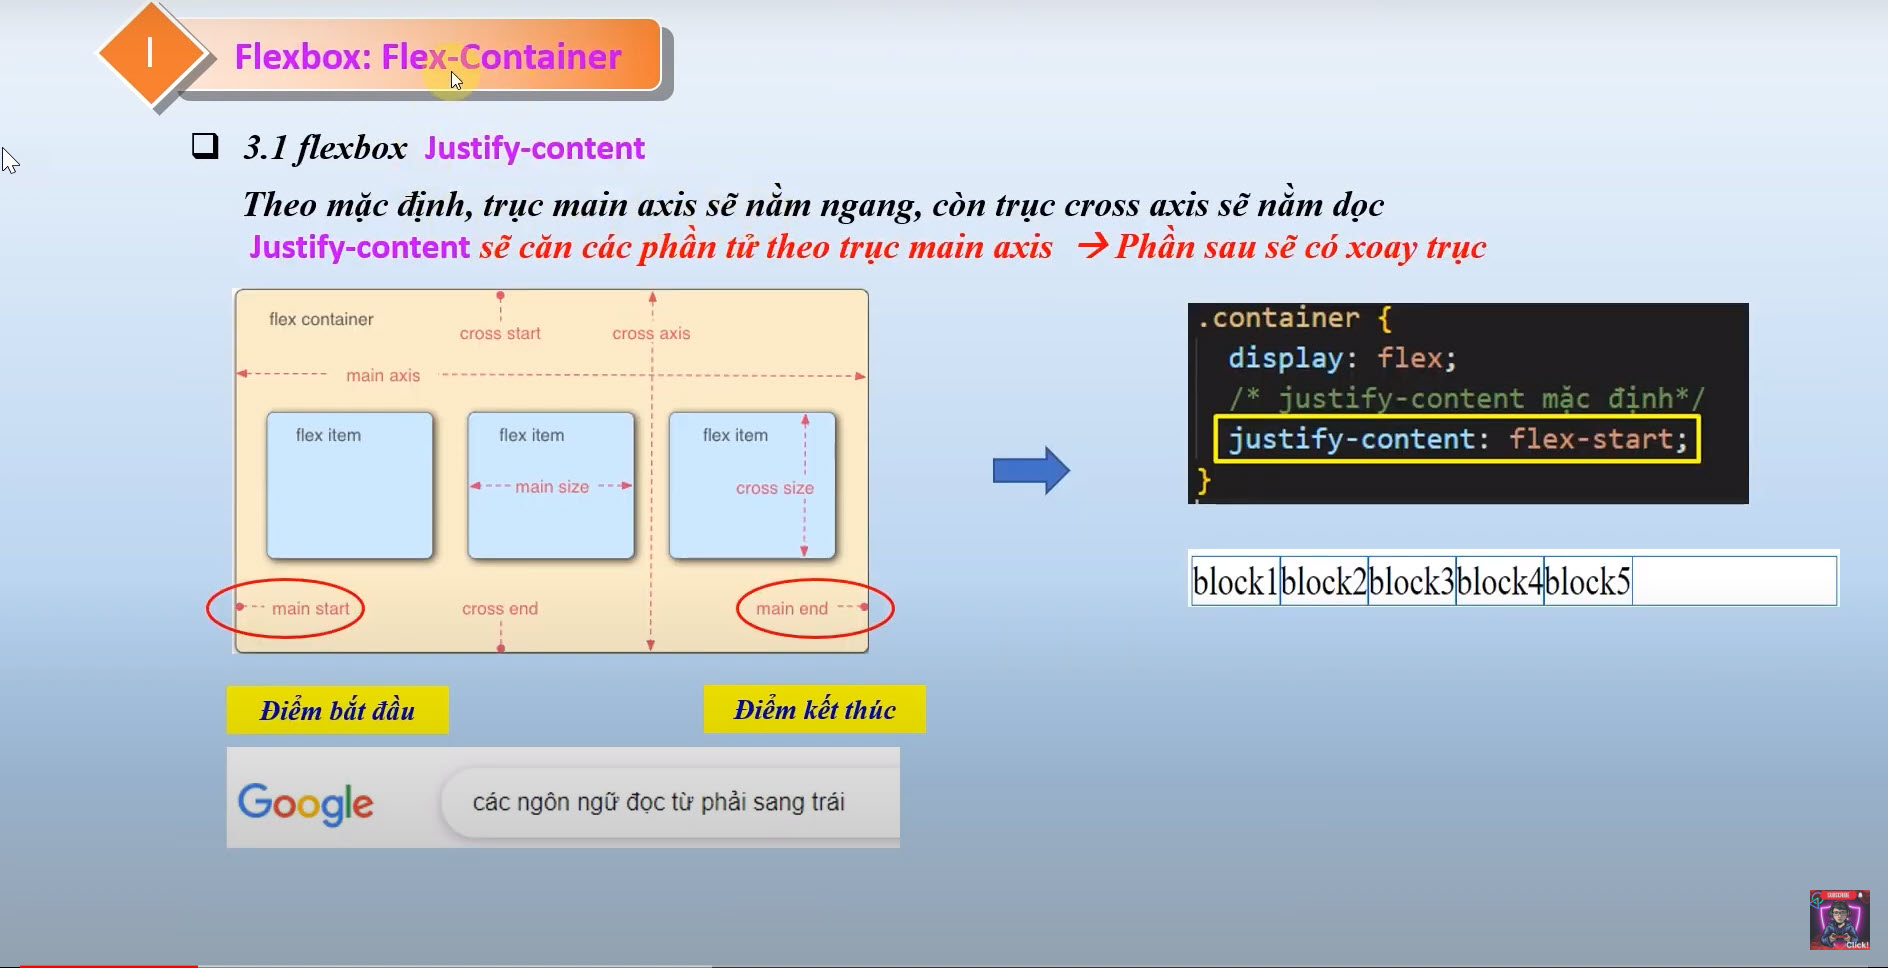 I
Flexbox: Flex-Container
3.1 flexbox Justify-content
Theo mặc định, trục main axis sẽ nằm ngang, còn trục cross axis sẽ nằm dọc
Justify-content sẽ căn các phần tử theo trục main axis → Phần sau sẽ có xoay trục
flex container
cross start
cross axis
main axis
flex item
flex item
flex item
main size
cross size
main start
cross end
main end
.container {
display: flex;
/* justify-content mặc định*/
justify-content: flex-start;
}
block1 block2 block3 block4 block5
Điểm bắt đầu
Điểm kết thúc
Google
các ngôn ngữ đọc từ phải sang trái
SUBSCRIBE
Click!